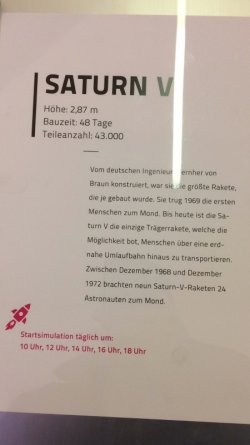 SATURN V
Höhe: 2,87 m
Bauzeit: 48 Tage
Teileanzahl: 43.000
Vom deutschen Ingenieur Wernher von
Braun konstruiert, war sie die größte Rakete,
die je gebaut wurde. Sie trug 1969 die ersten
Menschen zum Mond. Bis heute ist die Sa-
turn V die einzige Trägerrakete, welche die
Möglichkeit bot, Menschen über eine erd-
nahe Umlaufbahn hinaus zu transportieren.
Zwischen Dezember 1968 und Dezember
1972 brachten neun Saturn-V-Raketen 24
Astronauten zum Mond.
Startsimulation täglich um:
10 Uhr, 12 Uhr, 14 Uhr, 16 Uhr, 18 Uhr